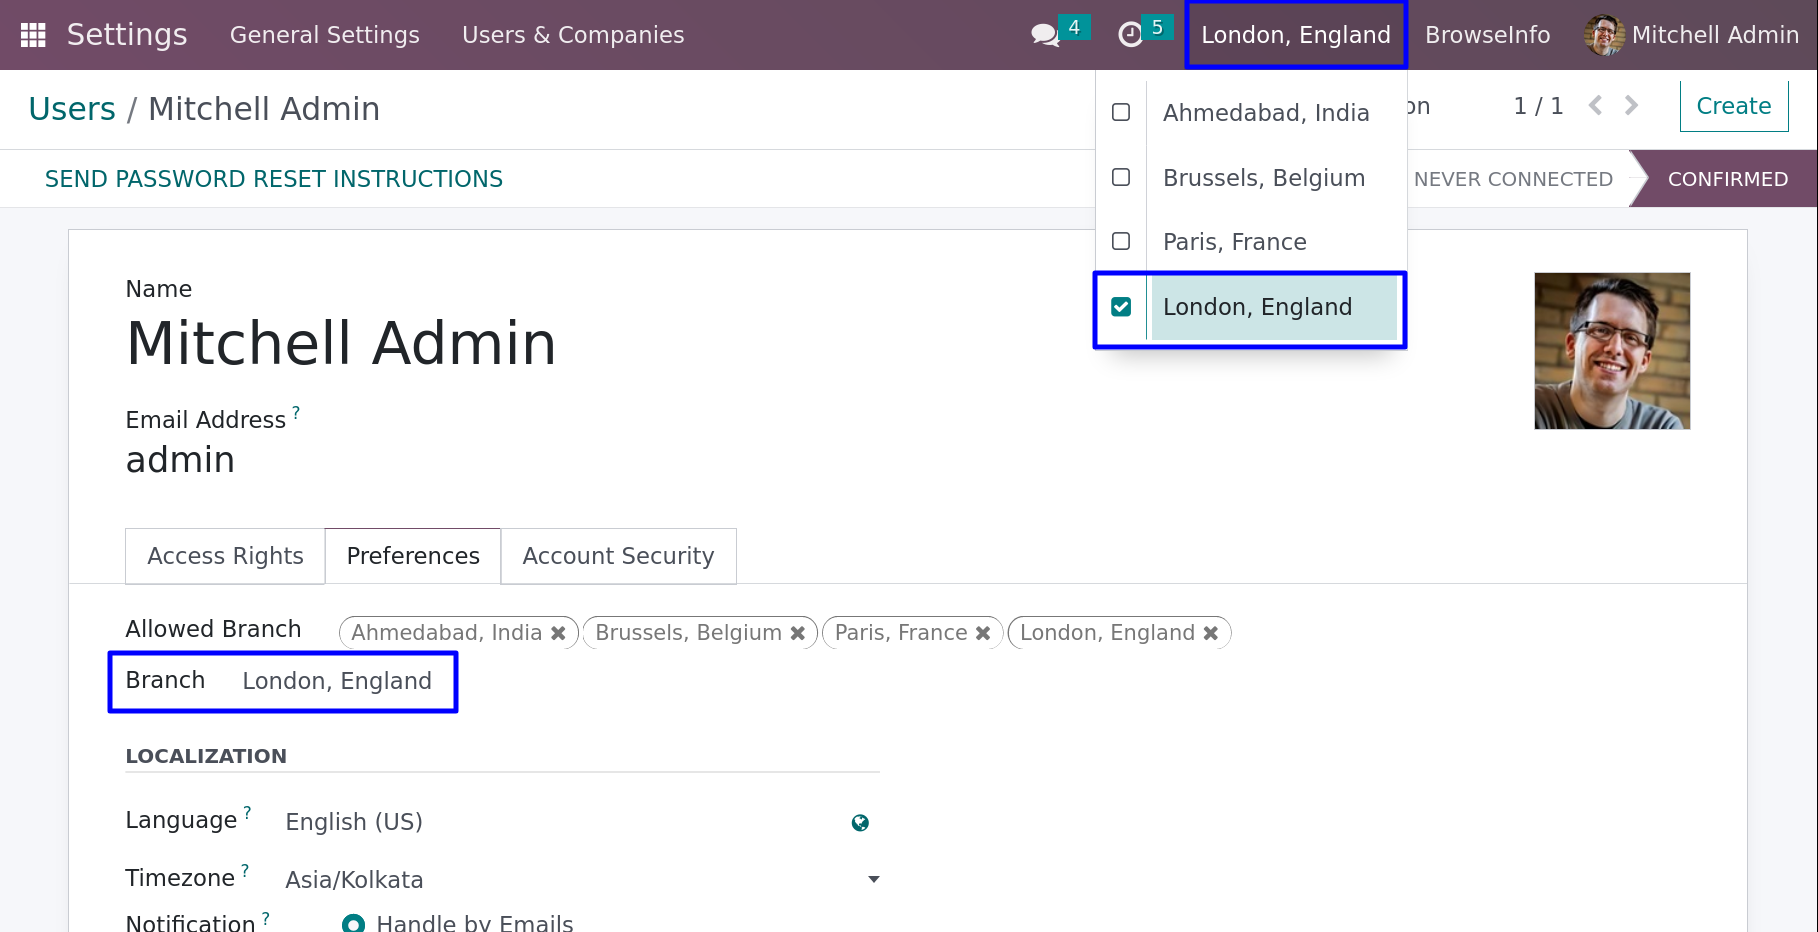 Settings General Settings Users & Companies 4 5 London, England BrowseInfo Mitchell Admin
Users / Mitchell Admin on 1 / 1 Create
Ahmedabad, India
Brussels, Belgium
Paris, France
London, England
SEND PASSWORD RESET INSTRUCTIONS NEVER CONNECTED CONFIRMED
Name
Mitchell Admin
Email Address ?
admin
Access Rights Preferences Account Security
Allowed Branch Ahmedabad, India ✖ Brussels, Belgium ✖ Paris, France ✖ London, England ✖
Branch London, England
LOCALIZATION
Language ? English (US)
Timezone ? Asia/Kolkata
Notification ? Handle by Emails